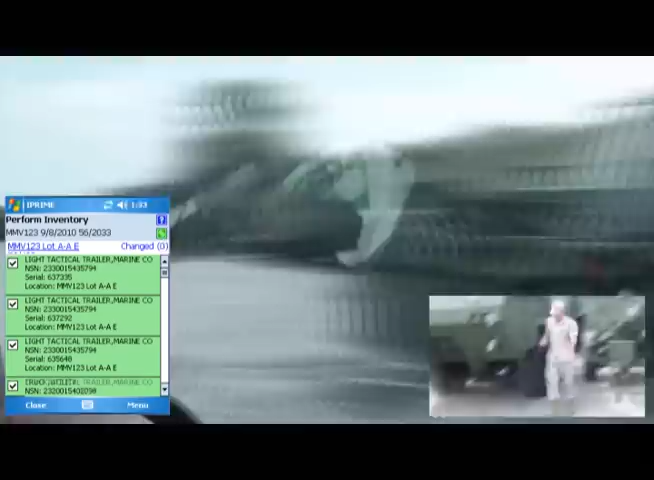 IPRIME 1:33
Perform Inventory
MMV123 9/8/2010 56/2033
MMV123 Lot A-A E Changed (0)
LIGHT TACTICAL TRAILER,MARINE CO
NSN: 2330015435794
Serial: 637335
Location: MMV123 Lot A-A E
LIGHT TACTICAL TRAILER,MARINE CO
NSN: 2330015435794
Serial: 637292
Location: MMV123 Lot A-A E
LIGHT TACTICAL TRAILER,MARINE CO
NSN: 2330015435794
Serial: 635648
Location: MMV123 Lot A-A E
Close Menu